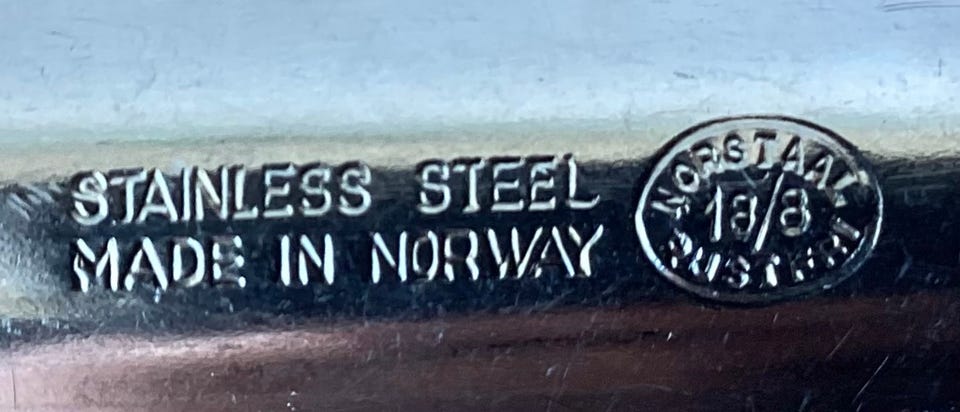 STAINLESS STEEL
MADE IN NORWAY
NORSTAAL
18/8
RUSTFRI